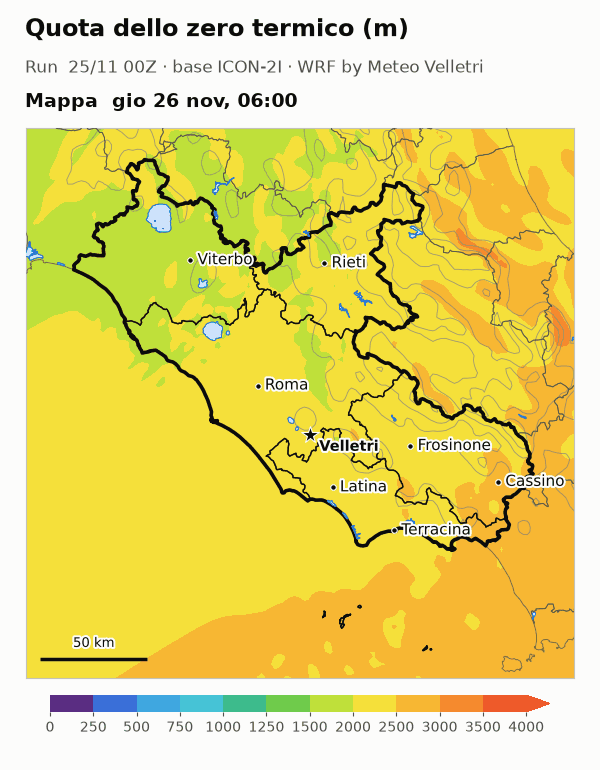 Quota dello zero termico (m)
Run  25/11 00Z · base ICON-2I · WRF by Meteo Velletri
Mappa  gio 26 nov, 06:00
Viterbo
Rieti
Roma
Velletri
Frosinone
Latina
Cassino
Terracina
50 km
0 250 500 750 1000 1250 1500 2000 2500 3000 3500 4000